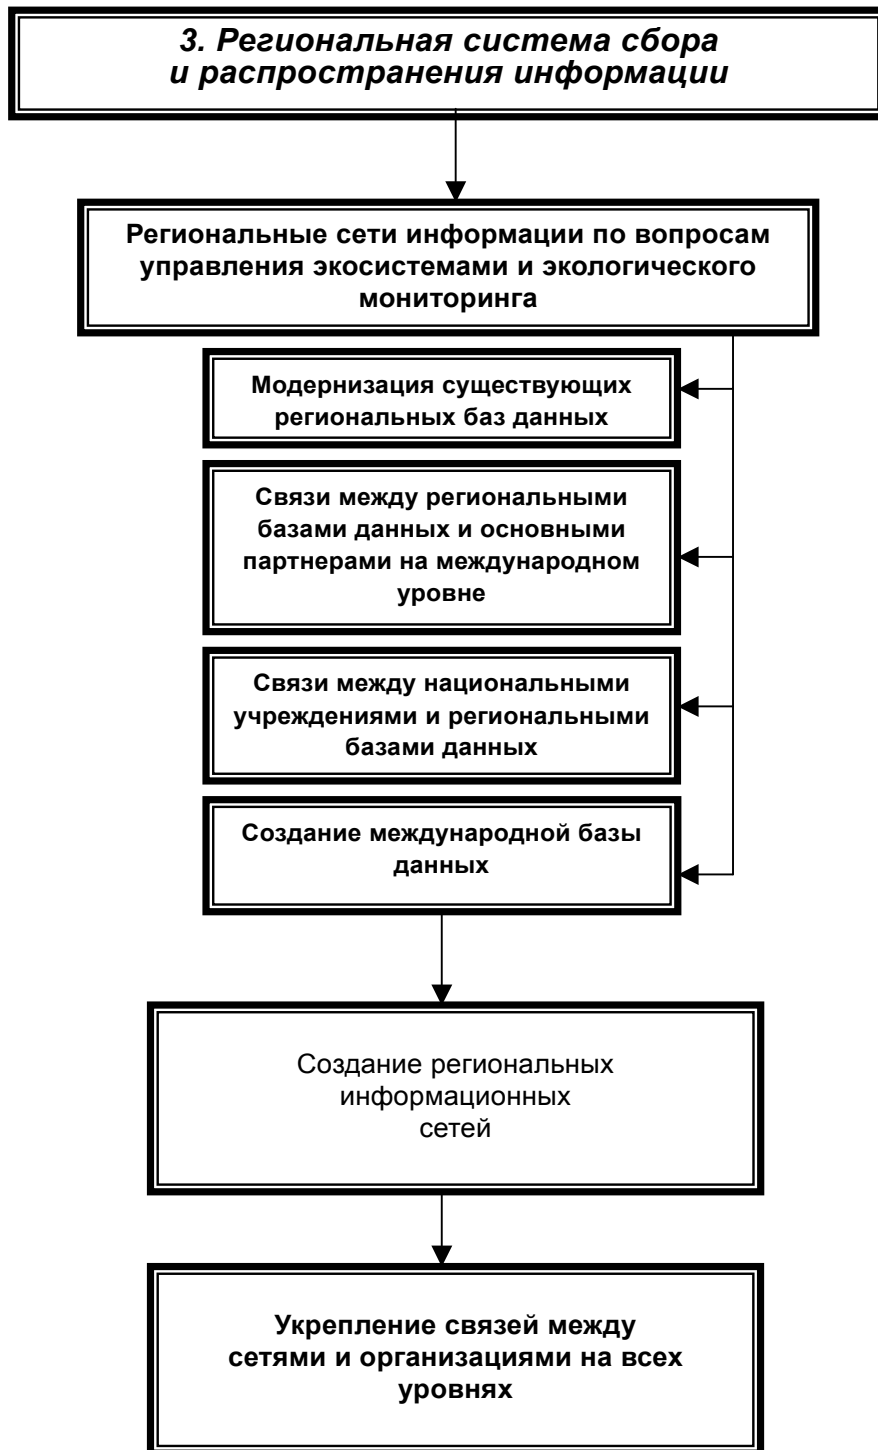 3. Региональная система сбора
и распространения информации
Региональные сети информации по вопросам
управления экосистемами и экологического
мониторинга
Модернизация существующих
региональных баз данных
Связи между региональными
базами данных и основными
партнерами на международном
уровне
Связи между национальными
учреждениями и региональными
базами данных
Создание международной базы
данных
Создание региональных
информационных
сетей
Укрепление связей между
сетями и организациями на всех
уровнях